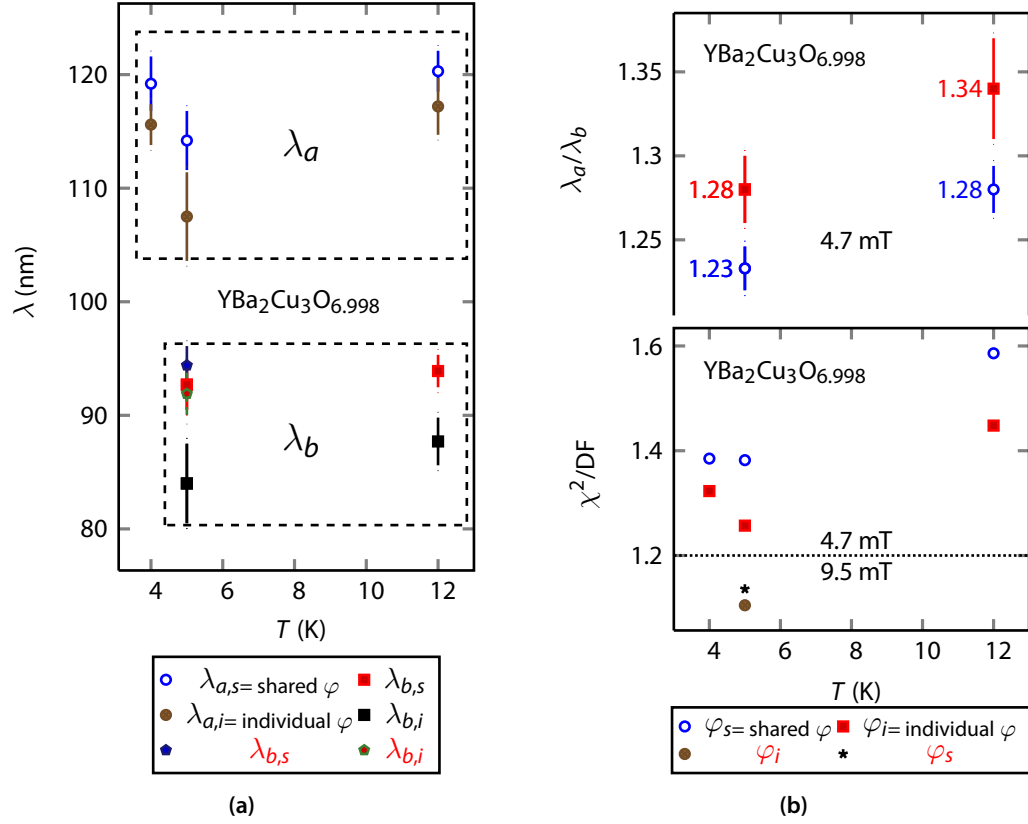 120
110
100
90
80
λ (nm)
λa
YBa2Cu3O6.998
λb
4 6 8 10 12
T (K)
λa,s= shared φ λb,s
λa,i= individual φ λb,i
λb,s λb,i
(a)
1.35
1.3
1.25
λa/λb
YBa2Cu3O6.998
1.34
1.28
1.28
1.23
4.7 mT
1.6
1.4
1.2
χ2/DF
YBa2Cu3O6.998
4.7 mT
9.5 mT
4 6 8 10 12
T (K)
φs= shared φ φi= individual φ
φi * φs
(b)